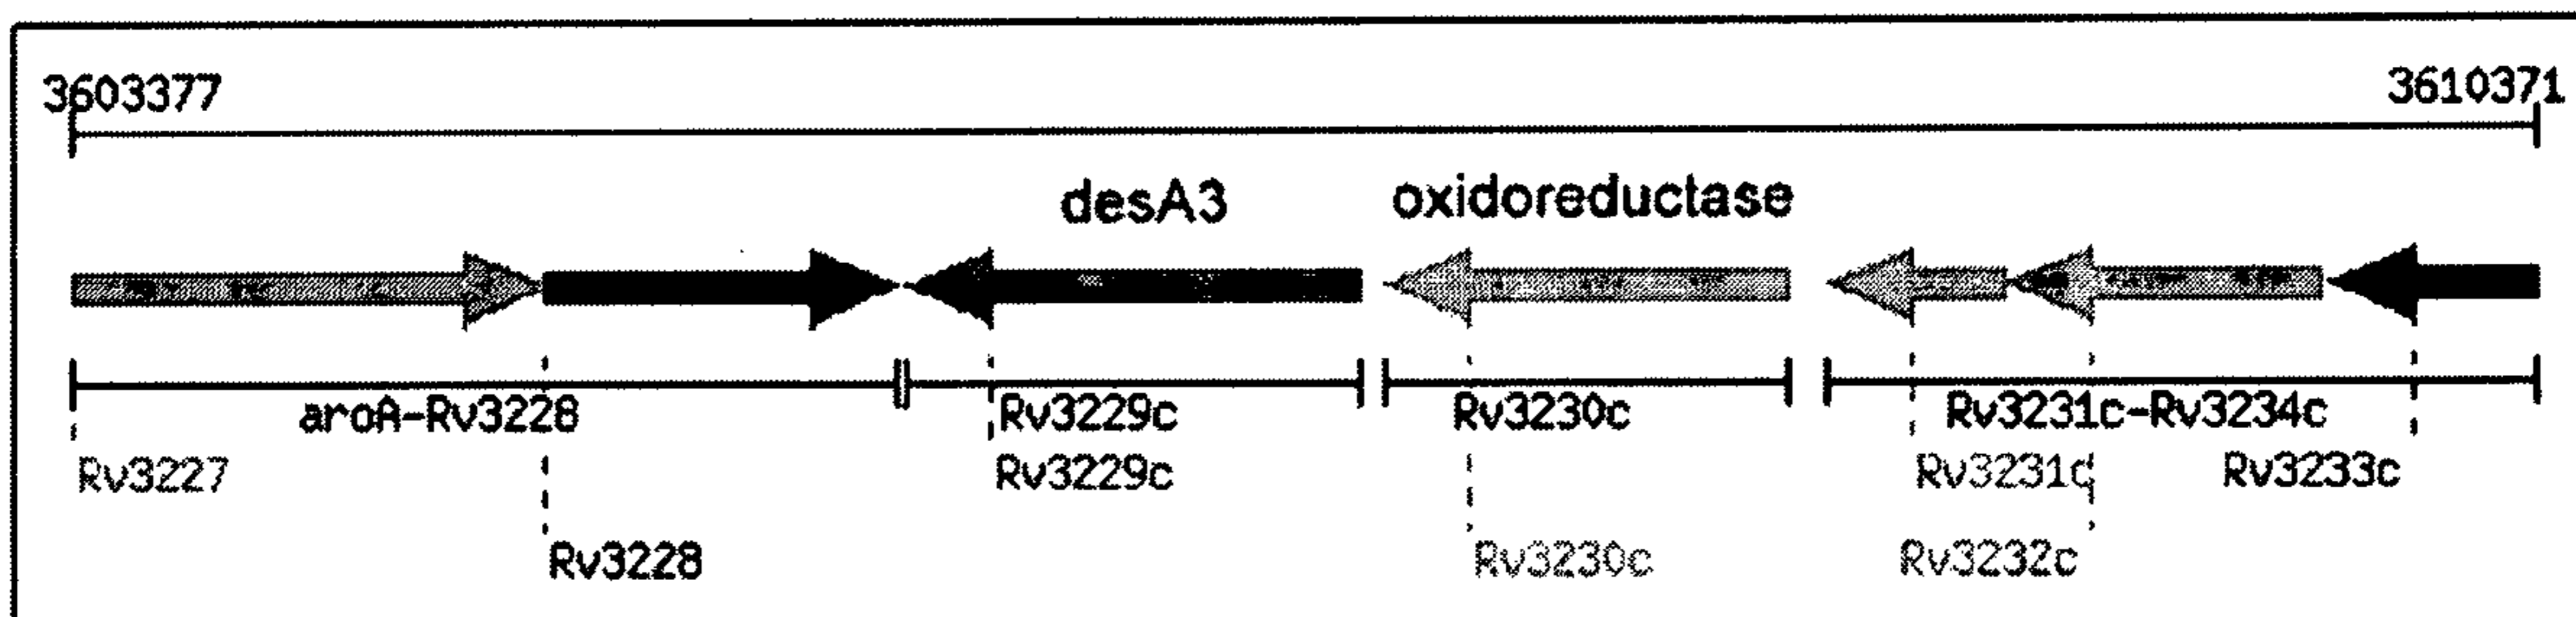 3603377 3610371
desA3 oxidoreductase
aroA-Rv3228 Rv3229c Rv3230c Rv3231c-Rv3234c
Rv3227 Rv3229c Rv3231c Rv3233c
Rv3228 Rv3230c Rv3232c